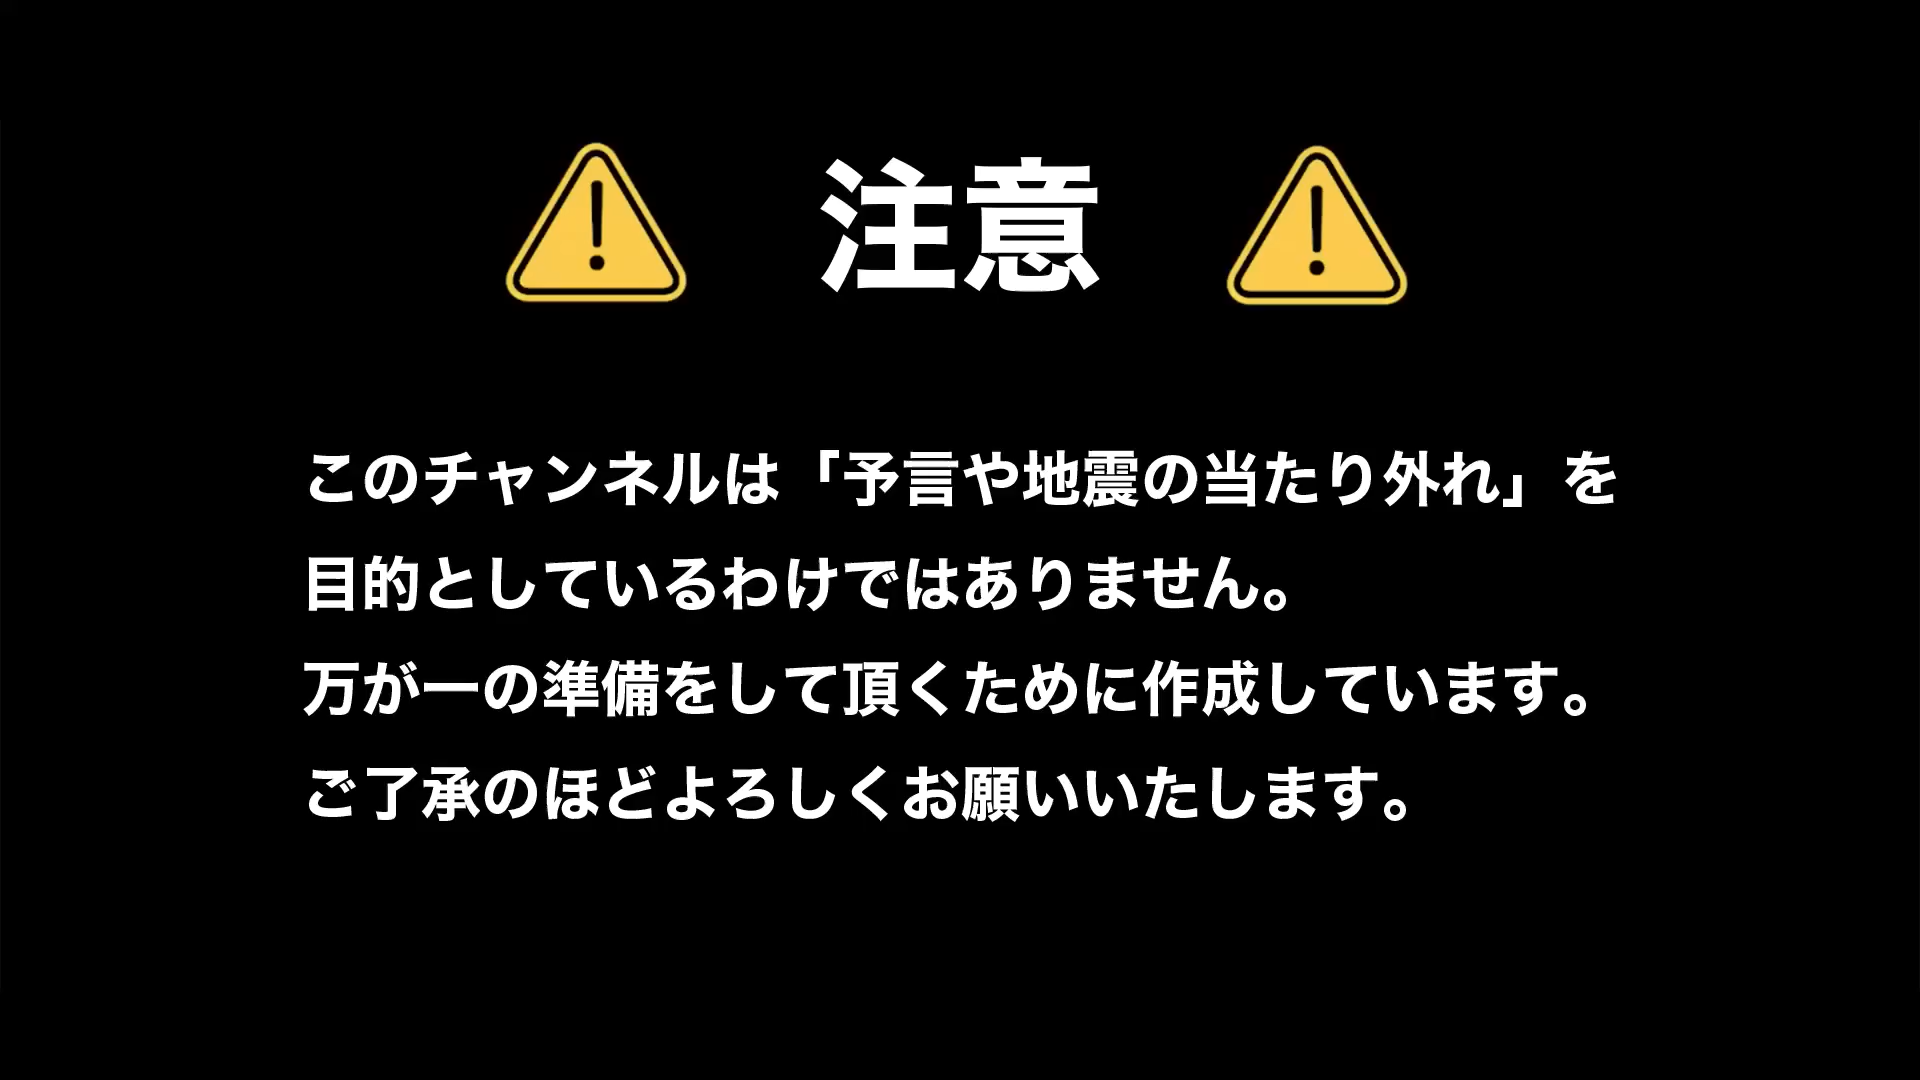 注意
このチャンネルは「予言や地震の当たり外れ」を
目的としているわけではありません。
万が一の準備をして頂くために作成しています。
ご了承のほどよろしくお願いいたします。